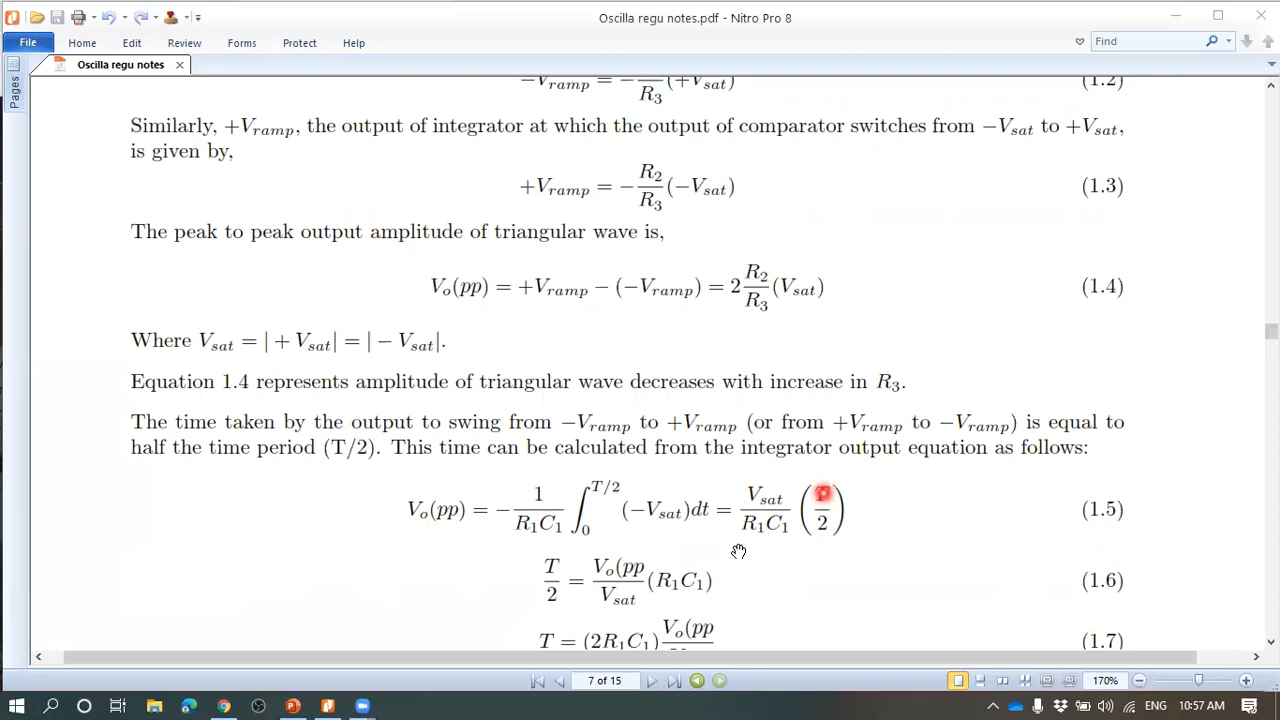 Oscilla regu notes.pdf - Nitro Pro 8
File Home Edit Review Forms Protect Help Find
Oscilla regu notes
Pages
−V_ramp = − —/R_3 (+V_sat) (1.2)
Similarly, +V_ramp, the output of integrator at which the output of comparator switches from −V_sat to +V_sat,
is given by,
+V_ramp = − R_2/R_3 (−V_sat) (1.3)
The peak to peak output amplitude of triangular wave is,
V_o(pp) = +V_ramp − (−V_ramp) = 2 R_2/R_3 (V_sat) (1.4)
Where V_sat = | + V_sat| = | − V_sat|.
Equation 1.4 represents amplitude of triangular wave decreases with increase in R_3.
The time taken by the output to swing from −V_ramp to +V_ramp (or from +V_ramp to −V_ramp) is equal to
half the time period (T/2). This time can be calculated from the integrator output equation as follows:
V_o(pp) = − 1/R_1C_1 ∫_0^T/2 (−V_sat)dt = V_sat/R_1C_1 (T/2) (1.5)
T/2 = V_o(pp/V_sat (R_1C_1) (1.6)
T = (2R_1C_1) V_o(pp (1.7)
7 of 15 170%
ENG 10:57 AM